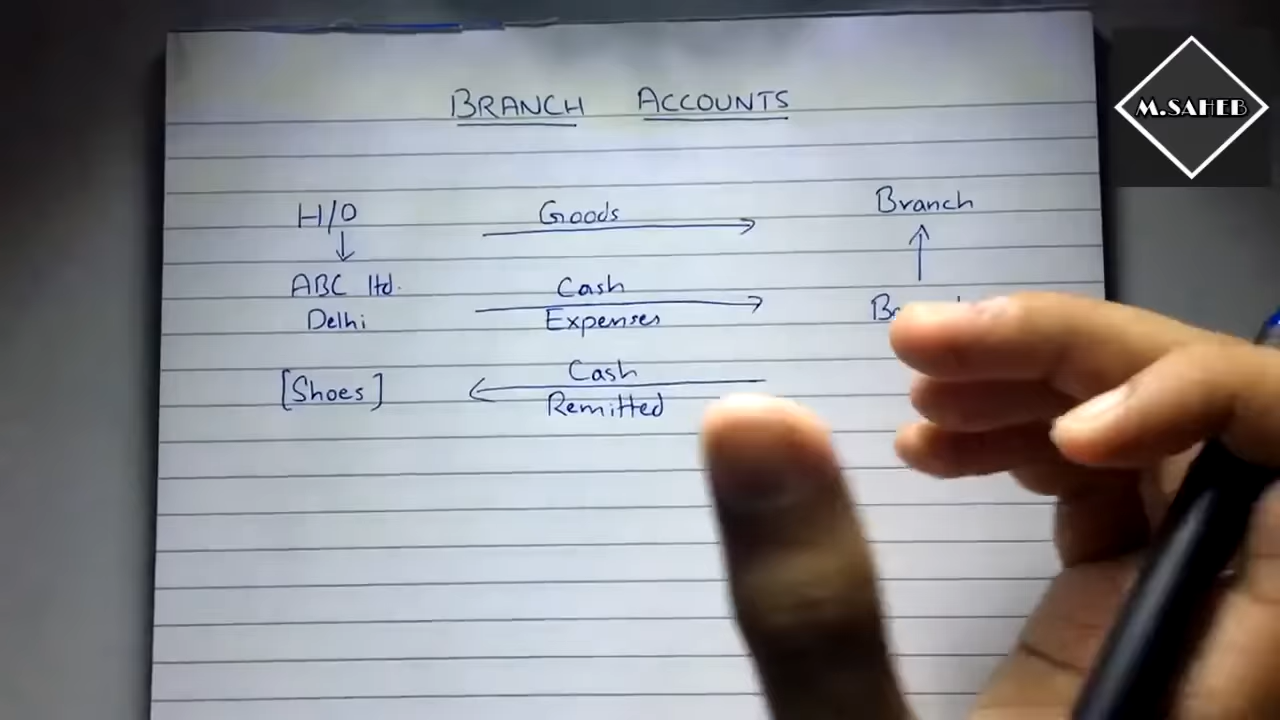 BRANCH ACCOUNTS
M.SAHEB
H/O Goods Branch
ABC ltd. Cash
Delhi Expenses
[Shoes] Cash
Remitted